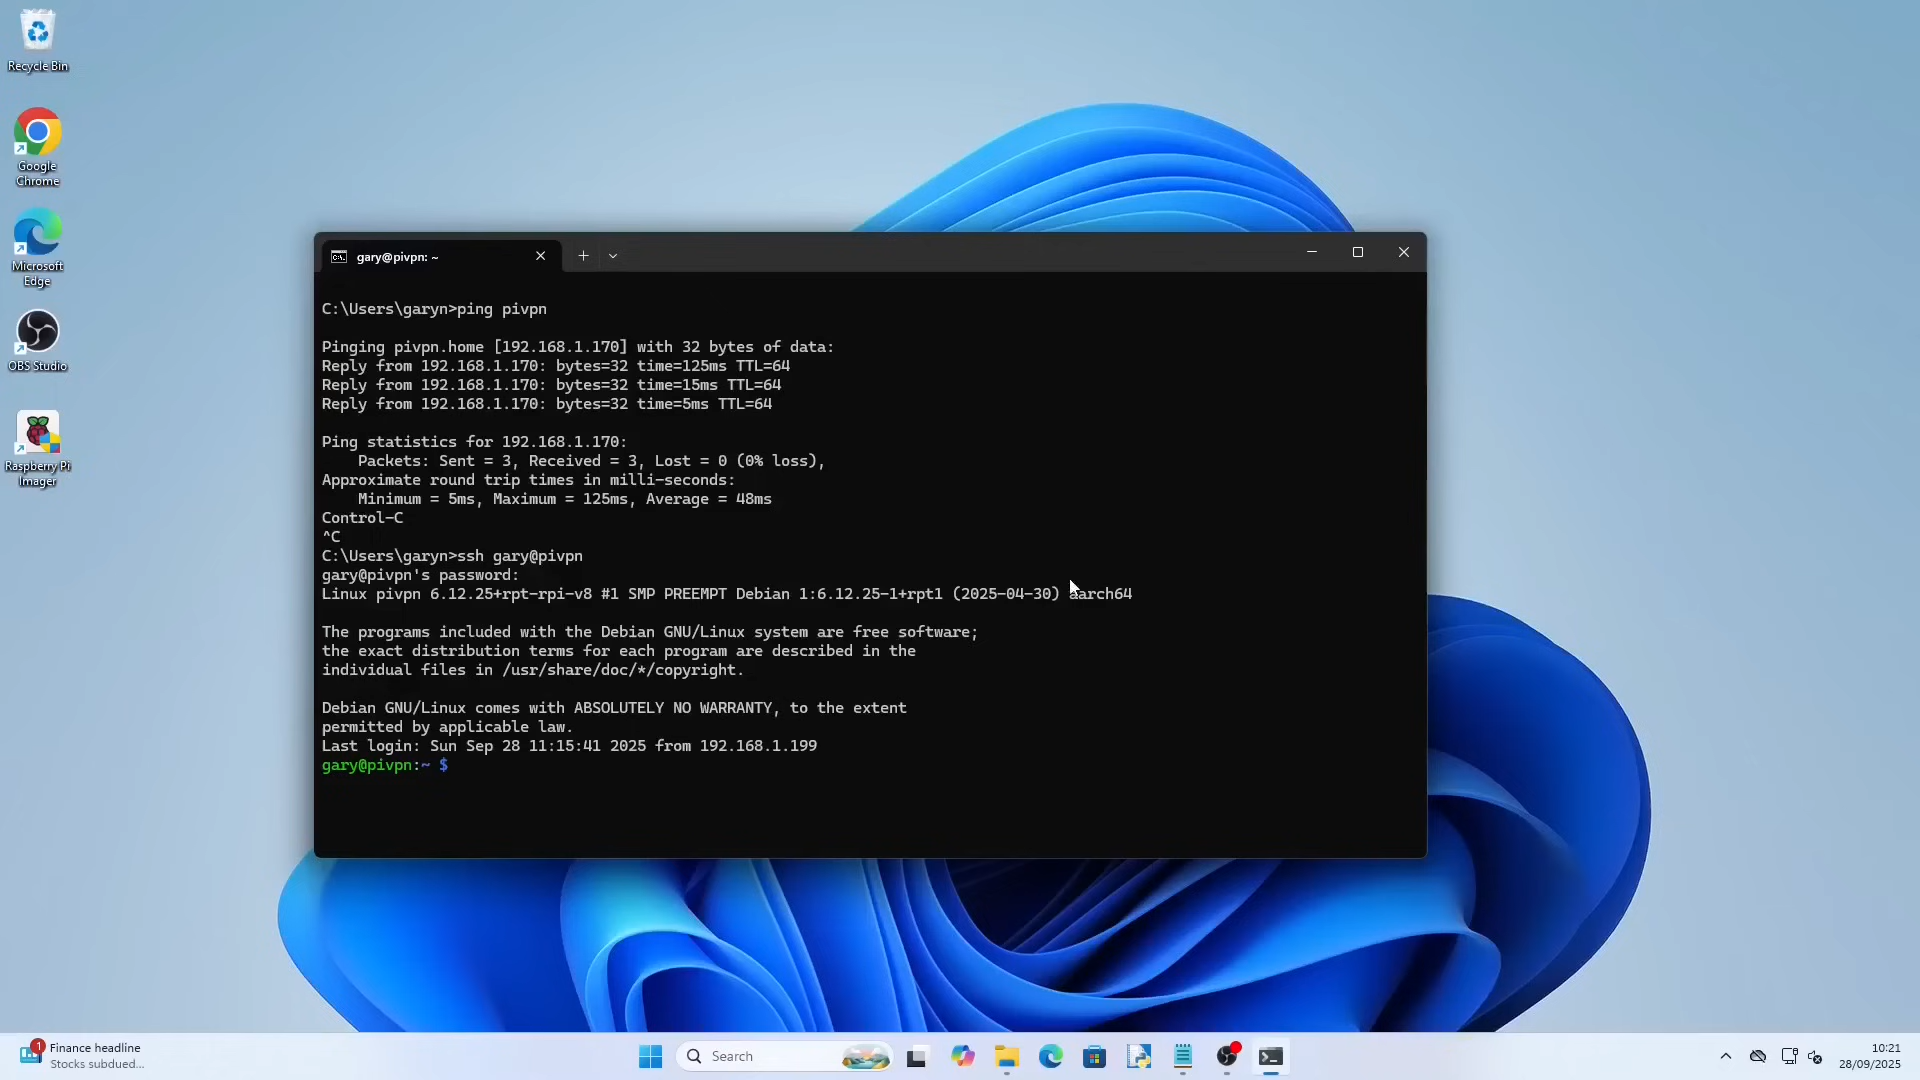 Recycle Bin
Google
Chrome
Microsoft
Edge
OBS Studio
Raspberry Pi
Imager
gary@pivpn: ~
C:\Users\garyn>ping pivpn
Pinging pivpn.home [192.168.1.170] with 32 bytes of data:
Reply from 192.168.1.170: bytes=32 time=125ms TTL=64
Reply from 192.168.1.170: bytes=32 time=15ms TTL=64
Reply from 192.168.1.170: bytes=32 time=5ms TTL=64
Ping statistics for 192.168.1.170:
    Packets: Sent = 3, Received = 3, Lost = 0 (0% loss),
Approximate round trip times in milli-seconds:
    Minimum = 5ms, Maximum = 125ms, Average = 48ms
Control-C
^C
C:\Users\garyn>ssh gary@pivpn
gary@pivpn's password:
Linux pivpn 6.12.25+rpt-rpi-v8 #1 SMP PREEMPT Debian 1:6.12.25-1+rpt1 (2025-04-30) aarch64
The programs included with the Debian GNU/Linux system are free software;
the exact distribution terms for each program are described in the
individual files in /usr/share/doc/*/copyright.
Debian GNU/Linux comes with ABSOLUTELY NO WARRANTY, to the extent
permitted by applicable law.
Last login: Sun Sep 28 11:15:41 2025 from 192.168.1.199
gary@pivpn:~ $
1
Finance headline
Stocks subdued...
Search
10:21
28/09/2025